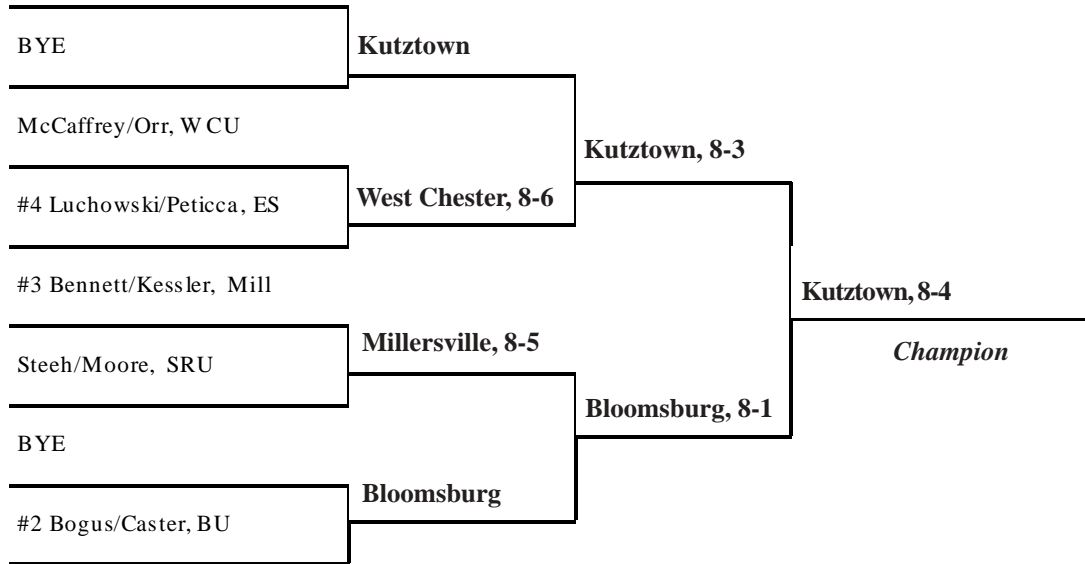 BYE
Kutztown
McCaffrey/Orr, WCU
Kutztown, 8-3
#4 Luchowski/Peticca, ES
West Chester, 8-6
#3 Bennett/Kessler, Mill
Kutztown, 8-4
Millersville, 8-5
Steeh/Moore, SRU
Champion
Bloomsburg, 8-1
BYE
Bloomsburg
#2 Bogus/Caster, BU